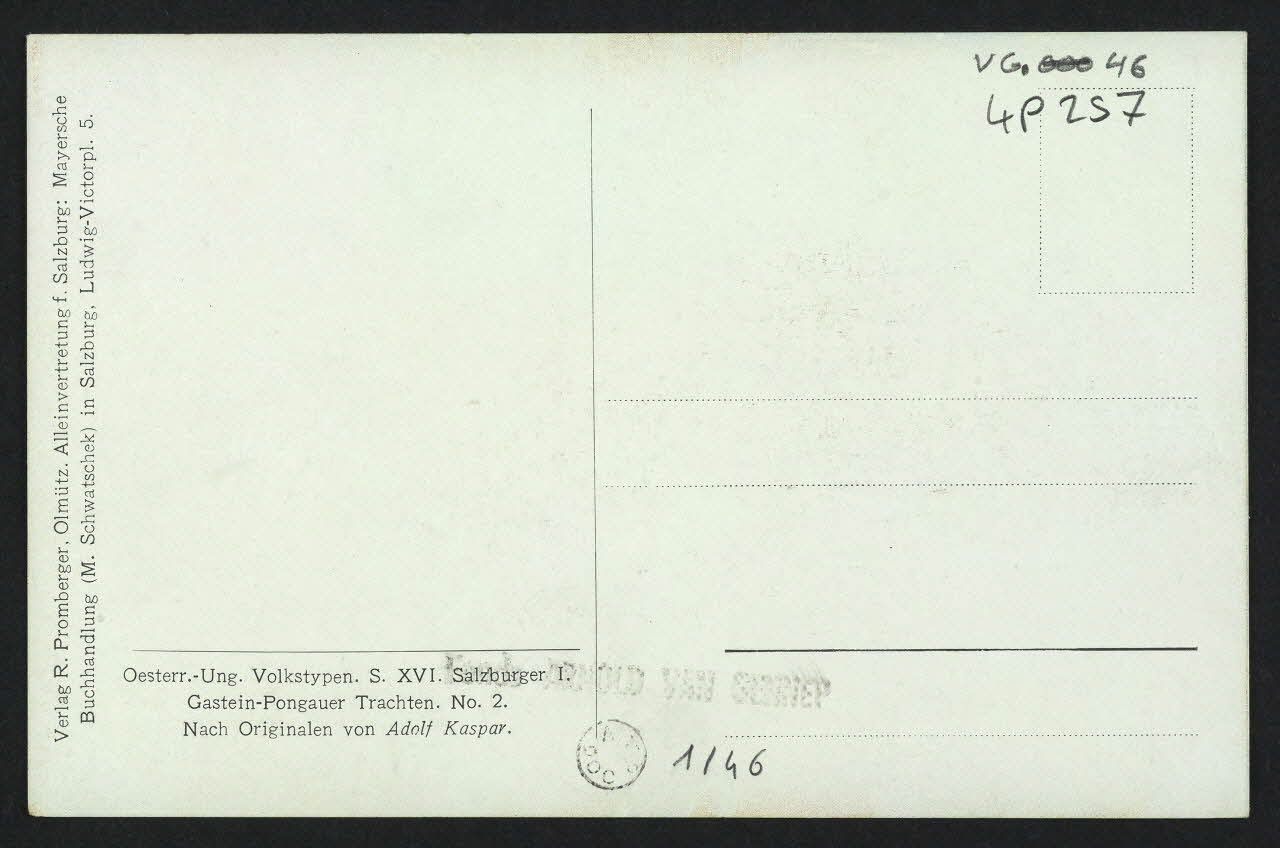 VG. 46
4P 257
Verlag R. Promberger, Olmütz. Alleinvertretung f. Salzburg: Mayersche
Buchhandlung (M. Schwatschek) in Salzburg, Ludwig-Victorpl. 5.
Oesterr.-Ung. Volkstypen. S. XVI. Salzburger I.
Gastein-Pongauer Trachten. No. 2.
Nach Originalen von Adolf Kaspar.
1/46